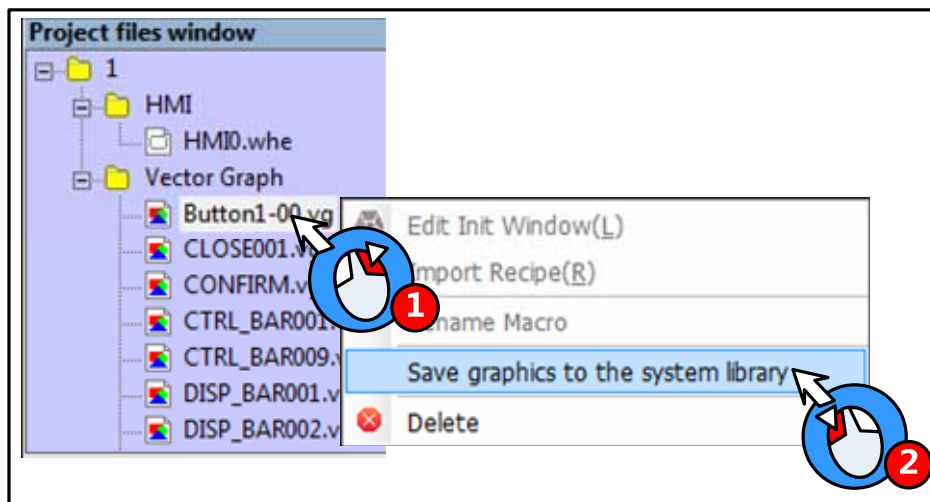 Project files window
1
HMI
HMI0.whe
Vector Graph
Button1-00.vg
CLOSE001.v
CONFIRM.v
CTRL_BAR001.
CTRL_BAR009.v
DISP_BAR001.v
DISP_BAR002.v
Edit Init Window(L)
Import Recipe(R)
ename Macro
Save graphics to the system library
Delete
1
2